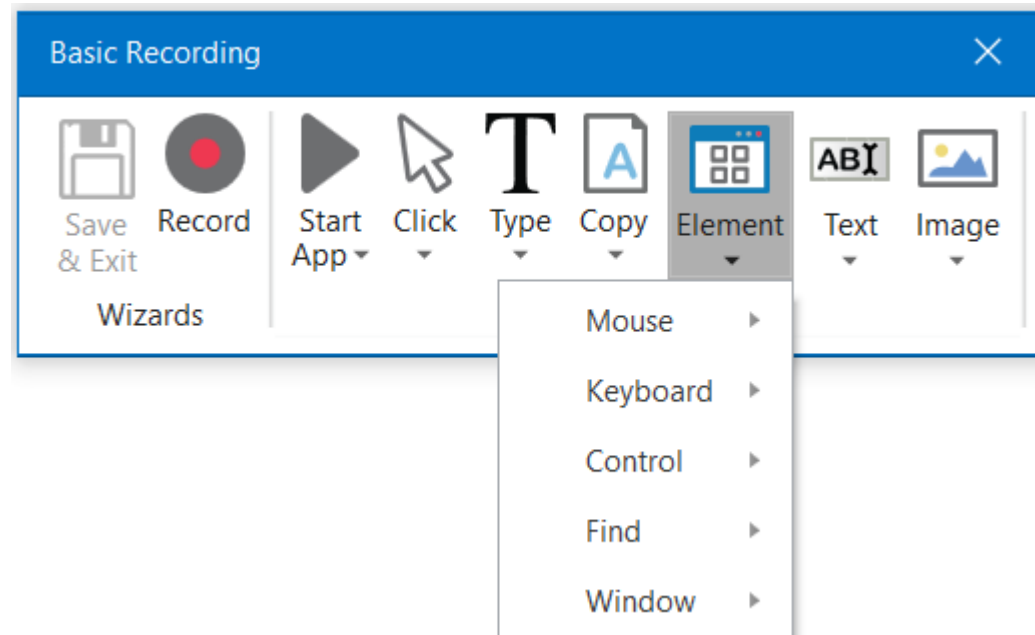 Basic Recording
Save
& Exit
Record
Start
App
Click
Type
Copy
A
Element
ABI
Text
Image
Wizards
Mouse
Keyboard
Control
Find
Window